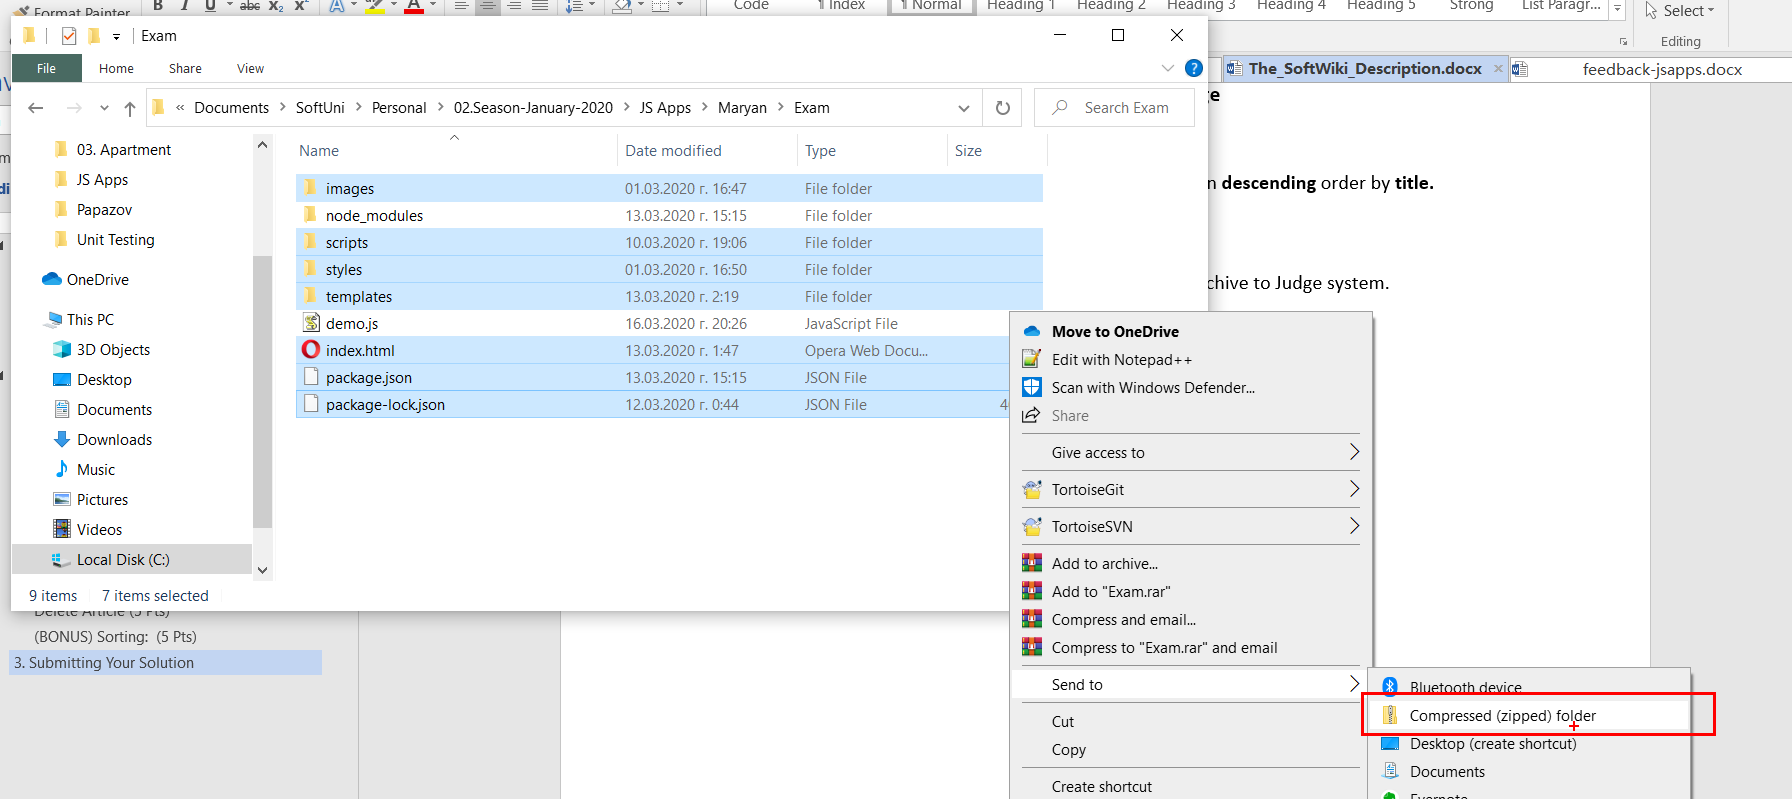 Format Painter
B I U abc x₂ x² A A
Code ¶ Index ¶ Normal Heading 1 Heading 2 Heading 3 Heading 4 Heading 5 Strong List Paragr...
Select
Editing
Exam
File Home Share View
The_SoftWiki_Description.docx feedback-jsapps.docx
« Documents > SoftUni > Personal > 02.Season-January-2020 > JS Apps > Maryan > Exam
Search Exam
03. Apartment
JS Apps
Papazov
Unit Testing
OneDrive
This PC
3D Objects
Desktop
Documents
Downloads
Music
Pictures
Videos
Local Disk (C:)
Name Date modified Type Size
images 01.03.2020 г. 16:47 File folder
node_modules 13.03.2020 г. 15:15 File folder
scripts 10.03.2020 г. 19:06 File folder
styles 01.03.2020 г. 16:50 File folder
templates 13.03.2020 г. 2:19 File folder
demo.js 16.03.2020 г. 20:26 JavaScript File
index.html 13.03.2020 г. 1:47 Opera Web Docu...
package.json 13.03.2020 г. 15:15 JSON File
package-lock.json 12.03.2020 г. 0:44 JSON File
9 items 7 items selected
descending order by title.
chive to Judge system.
Delete Article (5 Pts)
(BONUS) Sorting: (5 Pts)
3. Submitting Your Solution
Move to OneDrive
Edit with Notepad++
Scan with Windows Defender...
Share
Give access to
TortoiseGit
TortoiseSVN
Add to archive...
Add to "Exam.rar"
Compress and email...
Compress to "Exam.rar" and email
Send to
Cut
Copy
Create shortcut
Bluetooth device
Compressed (zipped) folder
Desktop (create shortcut)
Documents
Evernote